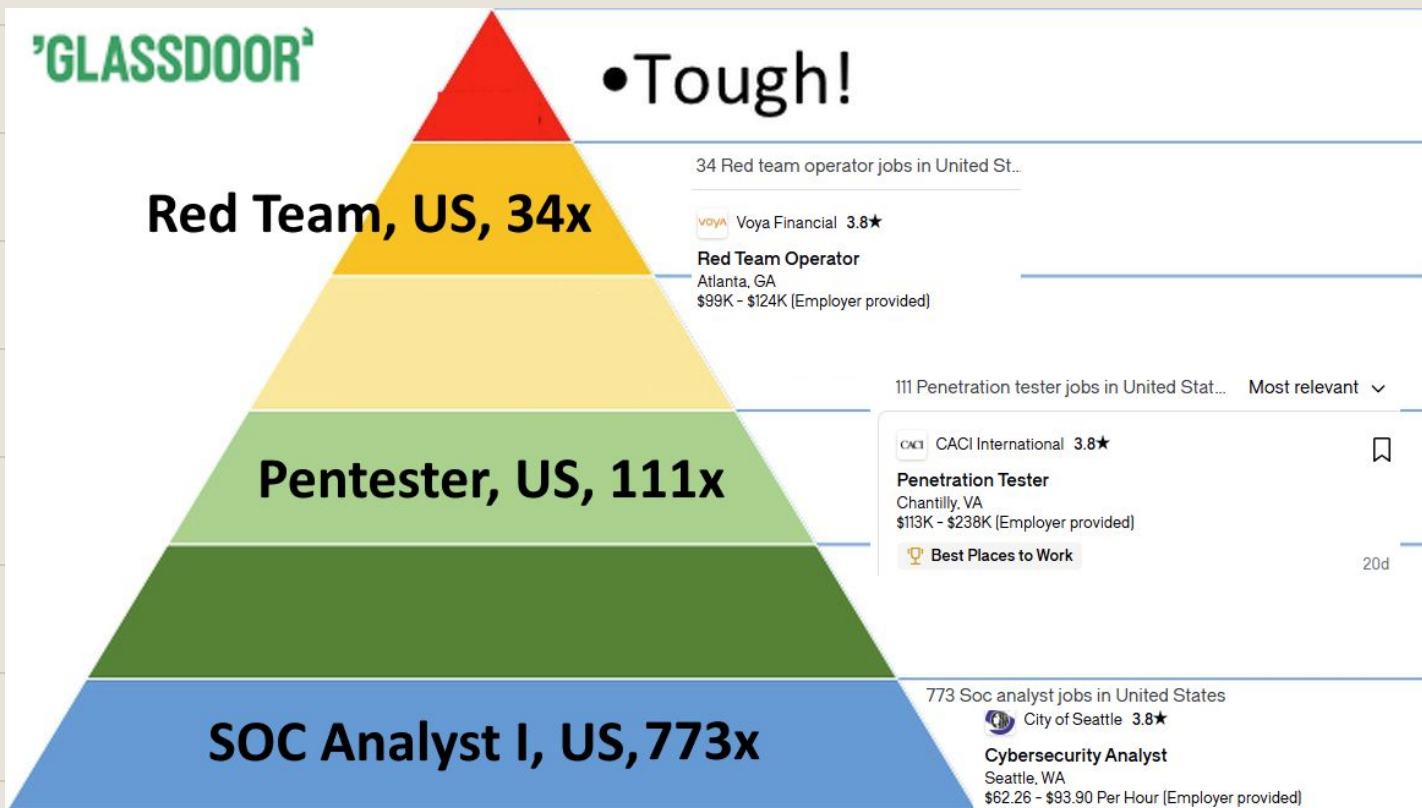 ’GLASSDOOR‵
•Tough!
34 Red team operator jobs in United St...
Red Team, US, 34x
VOYA Voya Financial 3.8★
Red Team Operator
Atlanta, GA
$99K - $124K (Employer provided)
111 Penetration tester jobs in United Stat... Most relevant
CACI CACI International 3.8★
Pentester, US, 111x
Penetration Tester
Chantilly, VA
$113K - $238K (Employer provided)
Best Places to Work
20d
773 Soc analyst jobs in United States
City of Seattle 3.8★
SOC Analyst I, US, 773x
Cybersecurity Analyst
Seattle, WA
$62.26 - $93.90 Per Hour (Employer provided)